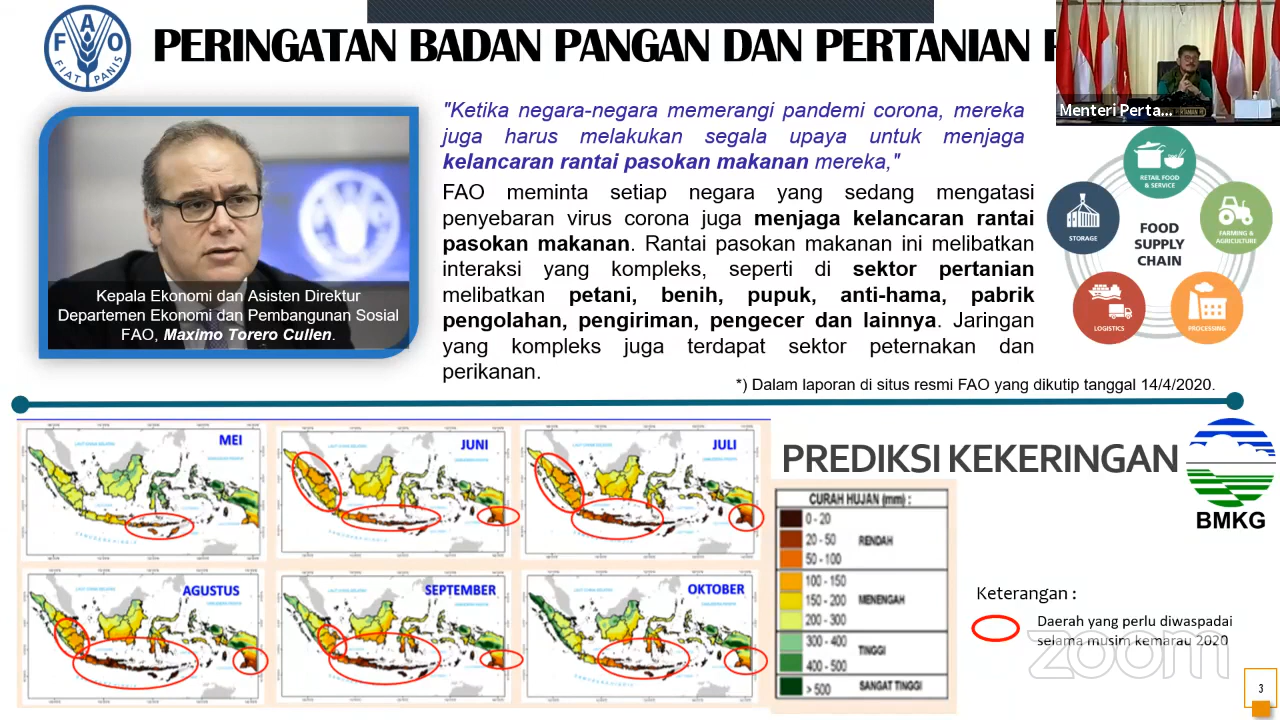 FAO
FIAT PANIS
PERINGATAN BADAN PANGAN DAN PERTANIAN
Menteri Perta...
"Ketika negara-negara memerangi pandemi corona, mereka
juga harus melakukan segala upaya untuk menjaga
kelancaran rantai pasokan makanan mereka,"
FAO meminta setiap negara yang sedang mengatasi
penyebaran virus corona juga menjaga kelancaran rantai
pasokan makanan. Rantai pasokan makanan ini melibatkan
interaksi yang kompleks, seperti di sektor pertanian
melibatkan petani, benih, pupuk, anti-hama, pabrik
pengolahan, pengiriman, pengecer dan lainnya. Jaringan
yang kompleks juga terdapat sektor peternakan dan
perikanan.
Kepala Ekonomi dan Asisten Direktur
Departemen Ekonomi dan Pembangunan Sosial
FAO, Maximo Torero Cullen.
RETAIL FOOD
& SERVICE
STORAGE
FARMING &
AGRICULTURE
FOOD
SUPPLY
CHAIN
LOGISTICS
PROCESSING
*) Dalam laporan di situs resmi FAO yang dikutip tanggal 14/4/2020.
MEI
JUNI
JULI
AGUSTUS
SEPTEMBER
OKTOBER
PREDIKSI KEKERINGAN
BMKG
CURAH HUJAN (mm) :
0 - 20
20 - 50 RENDAH
50 - 100
100 - 150
150 - 200 MENENGAH
200 - 300
300 - 400
TINGGI
400 - 500
> 500 SANGAT TINGGI
Keterangan :
Daerah yang perlu diwaspadai
selama musim kemarau 2020
zoom
3